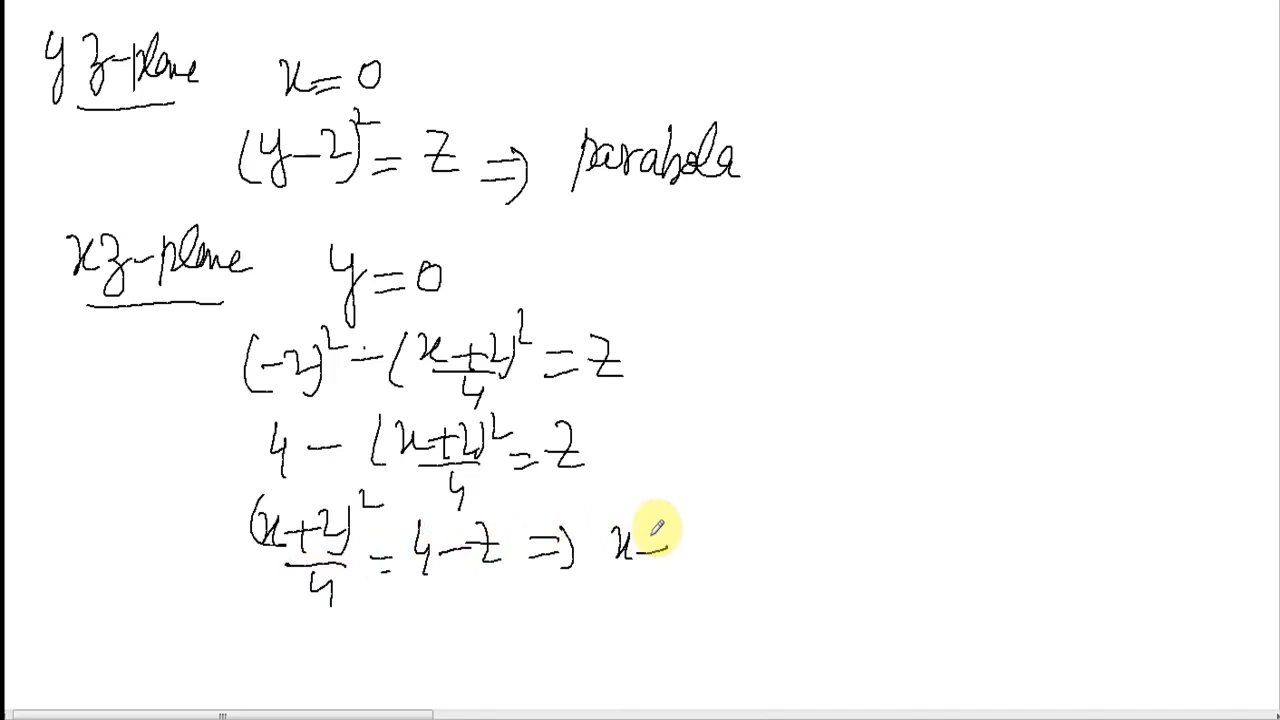 yz-plane x=0
(y-2)² = z ⇒ parabola
xz-plane y=0
(-2)² - (x+2)²/4 = z
4 - (x+2)²/4 = z
(x+2)²/4 = 4-z ⇒ x=